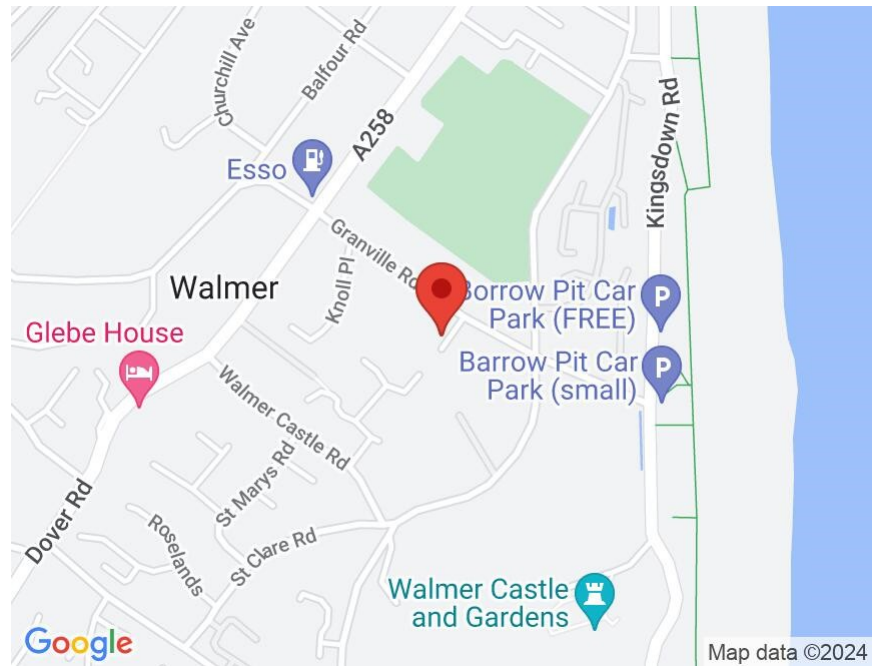 Churchill Ave
Balfour Rd
A258
Kingsdown Rd
Esso
Granville Rd
Walmer
Knoll Pl
Borrow Pit Car
Park (FREE)
P
Glebe House
Barrow Pit Car
Park (small)
P
Walmer Castle Rd
St Marys Rd
Dover Rd
Roselands
St Clare Rd
Walmer Castle
and Gardens
Google
Map data ©2024